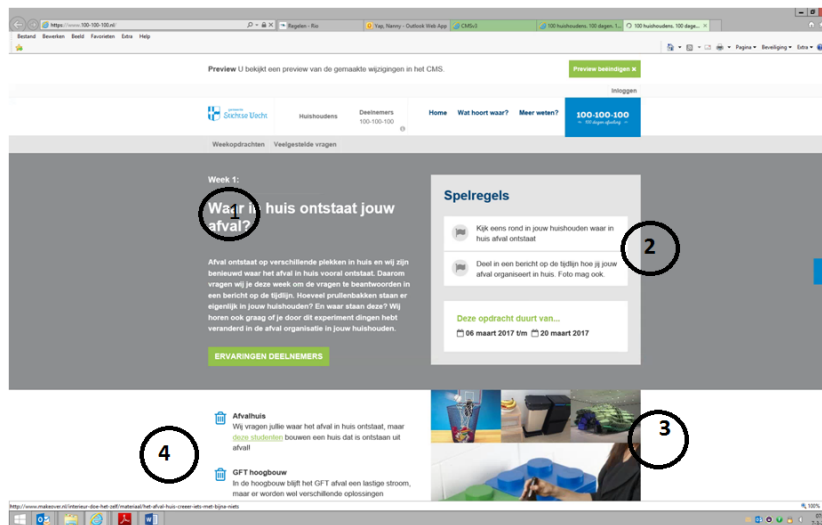 https://www.100-100-100.nl/
Regelen - Rio
Yap, Nanny - Outlook Web App
CMSv3
100 huishoudens, 100 dagen, 1...
100 huishoudens, 100 dage...
Bestand Bewerken Beeld Favorieten Extra Help
Pagina Beveiliging Extra
Preview U bekijkt een preview van de gemaakte wijzigingen in het CMS.
Preview beëindigen ×
Inloggen
gemeente
Stichtse Vecht
Huishoudens
Deelnemers
100-100-100
Home Wat hoort waar? Meer weten?
100-100-100
100 dagen afvalvrij
Weekopdrachten Veelgestelde vragen
Week 1:
Waar in huis ontstaat jouw
afval?
1
Afval ontstaat op verschillende plekken in huis en wij zijn
benieuwd waar het afval in huis vooral ontstaat. Daarom
vragen wij je deze week om de vragen te beantwoorden in
een bericht op de tijdlijn. Hoeveel prullenbakken staan er
eigenlijk in jouw huishouden? En waar staan deze? Wij
horen ook graag of je door dit experiment dingen hebt
veranderd in de afval organisatie in jouw huishouden.
ERVARINGEN DEELNEMERS
Spelregels
Kijk eens rond in jouw huishouden waar in
huis afval ontstaat
Deel in een bericht op de tijdlijn hoe jij jouw
afval organiseert in huis. Foto mag ook.
2
Deze opdracht duurt van...
06 maart 2017 t/m 20 maart 2017
Afvalhuis
Wij vragen jullie waar het afval in huis ontstaat, maar
deze studenten bouwen een huis dat is ontstaan uit
afval!
GFT hoogbouw
In de hoogbouw blijft het GFT afval een lastige stroom,
maar er worden wel verschillende oplossingen
4
3
http://www.makesver.nl/interieur-doe-het-zelf/materiaal/het-afval-huis-creeer-iets-met-bijna-niets
100%